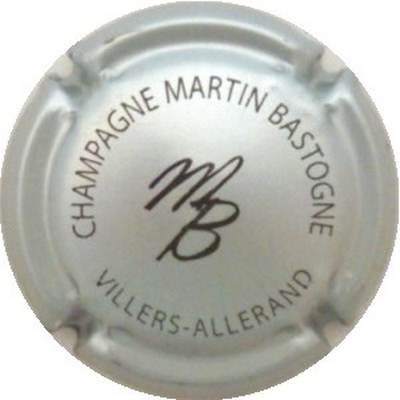 CHAMPAGNE MARTIN BASTOGNE
MB
VILLERS-ALLERAND